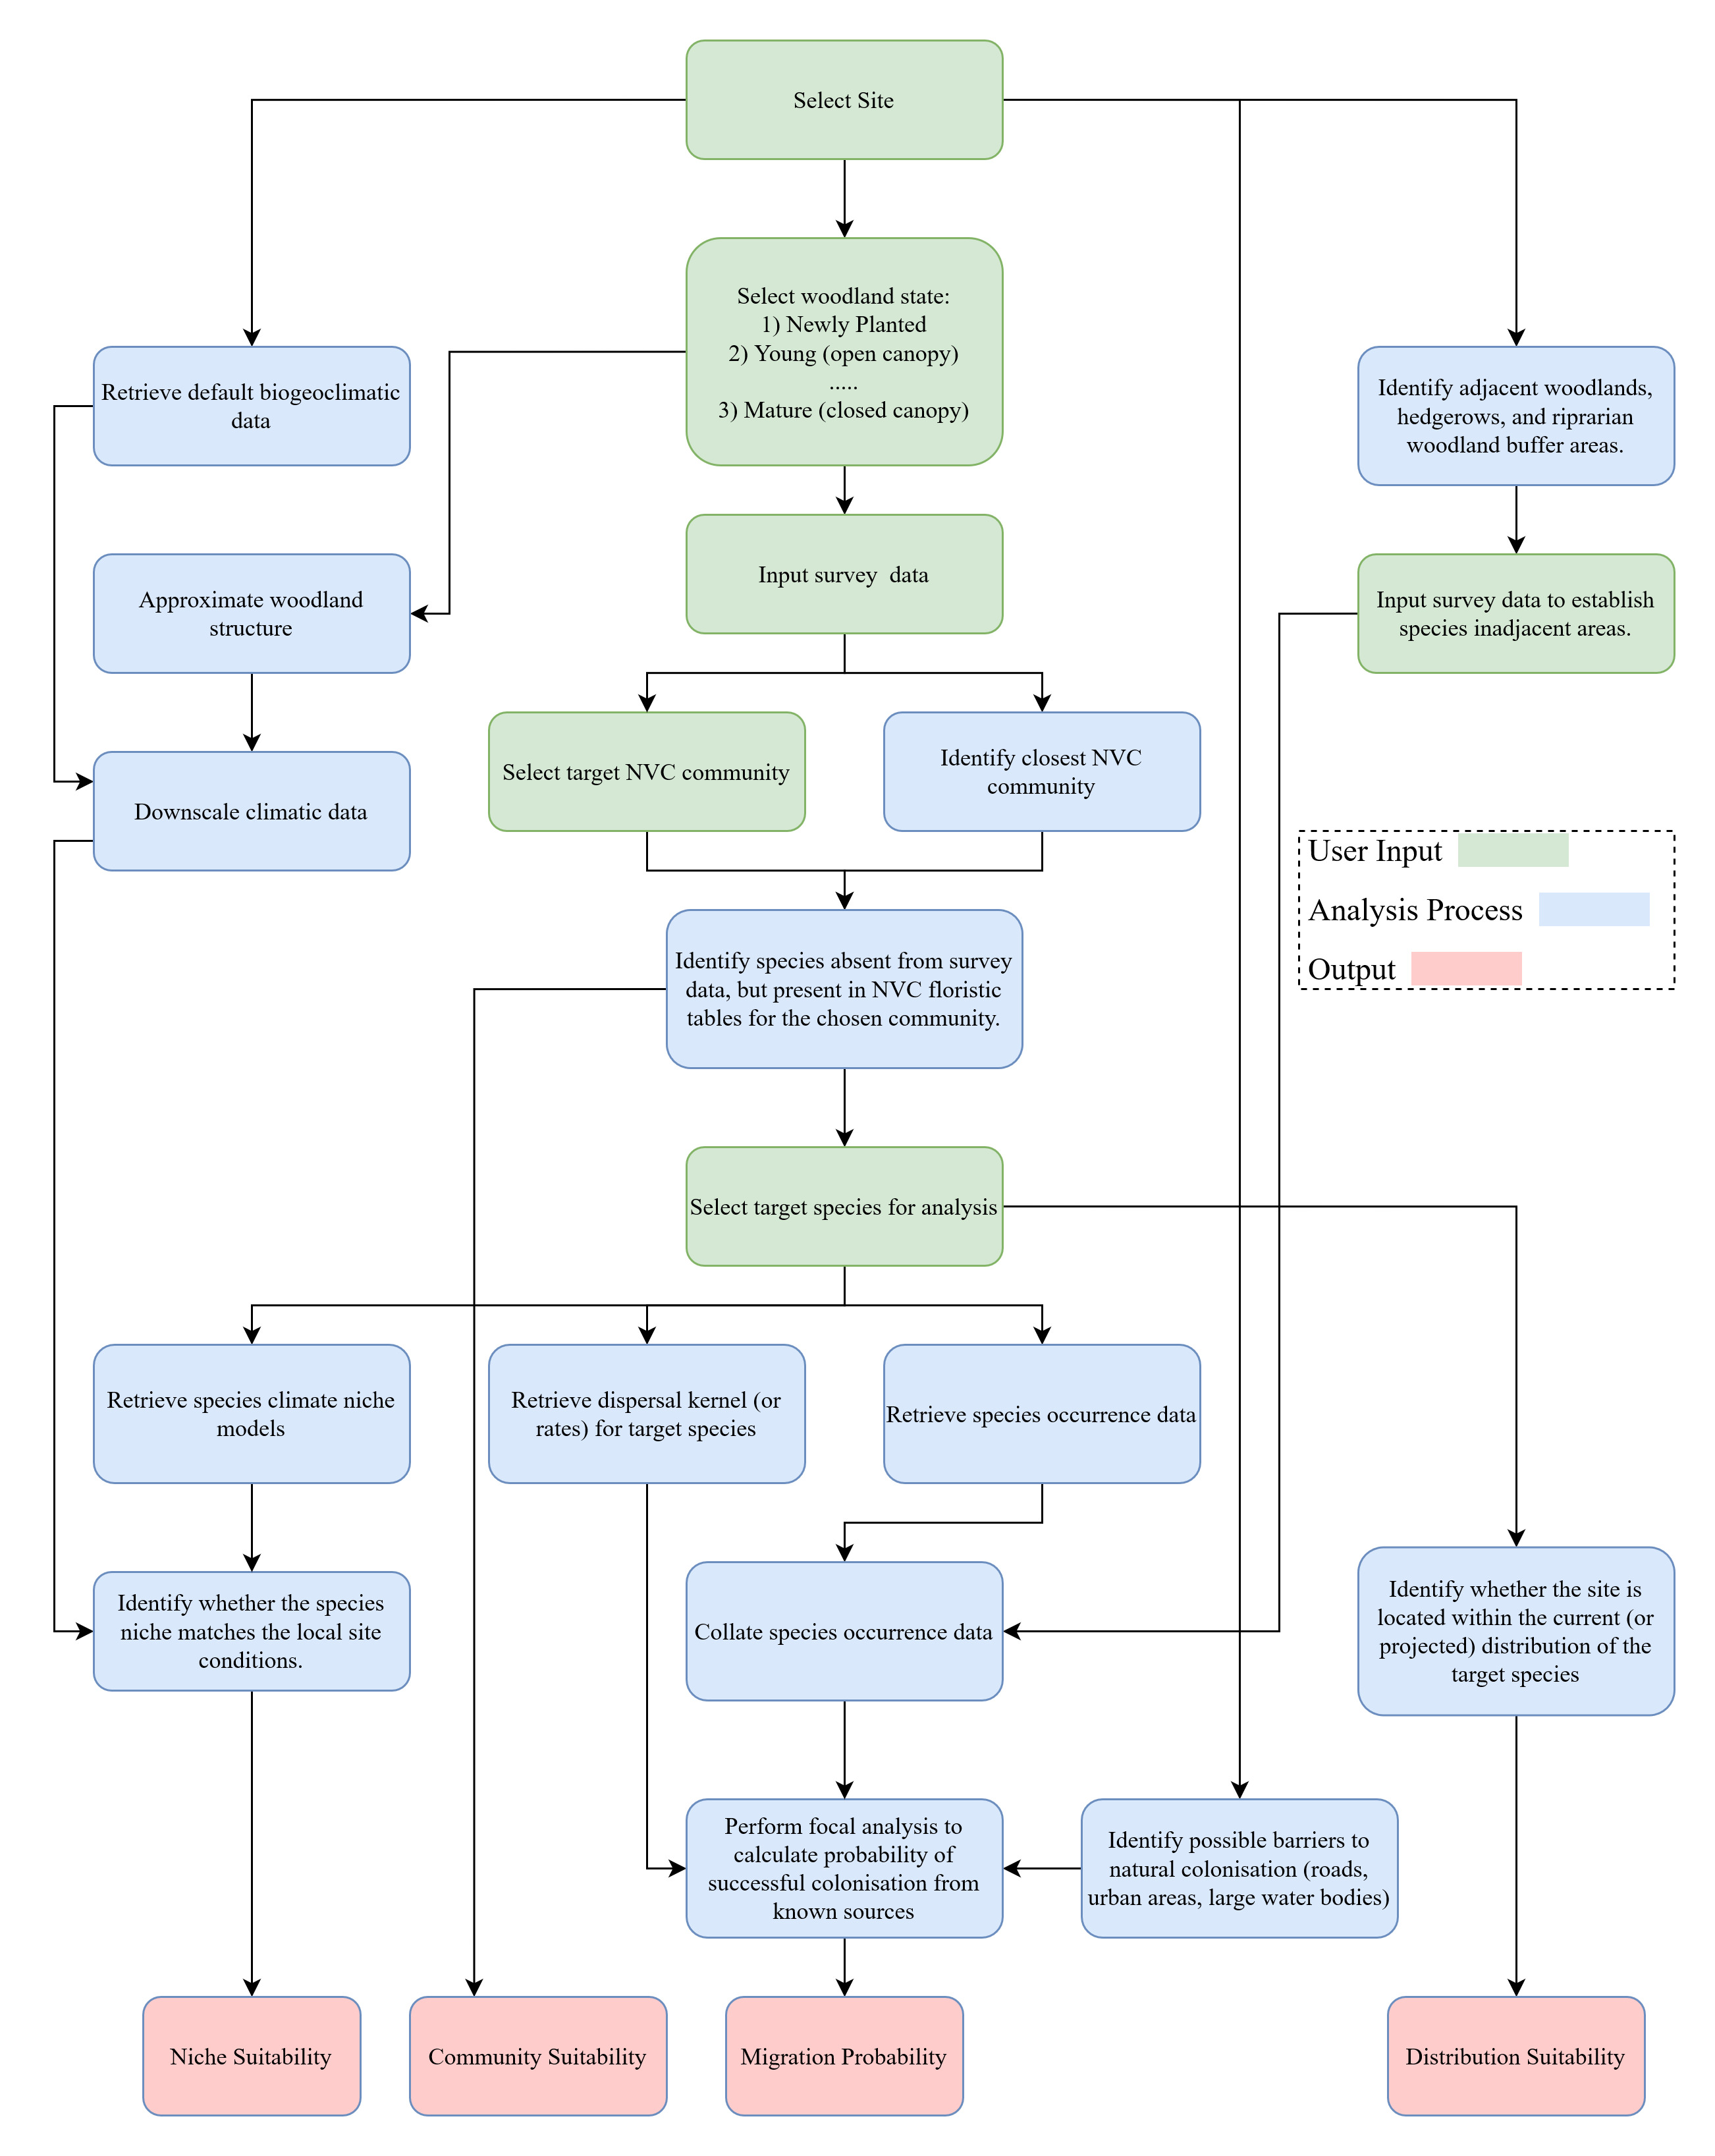 Select Site
Select woodland state:
1) Newly Planted
2) Young (open canopy)
.....
3) Mature (closed canopy)
Retrieve default biogeoclimatic
data
Identify adjacent woodlands,
hedgerows, and riprarian
woodland buffer areas.
Input survey  data
Approximate woodland
structure
Input survey data to establish
species inadjacent areas.
Select target NVC community
Identify closest NVC
community
Downscale climatic data
User Input
Analysis Process
Output
Identify species absent from survey
data, but present in NVC floristic
tables for the chosen community.
Select target species for analysis
Retrieve species climate niche
models
Retrieve dispersal kernel (or
rates) for target species
Retrieve species occurrence data
Identify whether the species
niche matches the local site
conditions.
Collate species occurrence data
Identify whether the site is
located within the current (or
projected) distribution of the
target species
Perform focal analysis to
calculate probability of
successful colonisation from
known sources
Identify possible barriers to
natural colonisation (roads,
urban areas, large water bodies)
Niche Suitability
Community Suitability
Migration Probability
Distribution Suitability